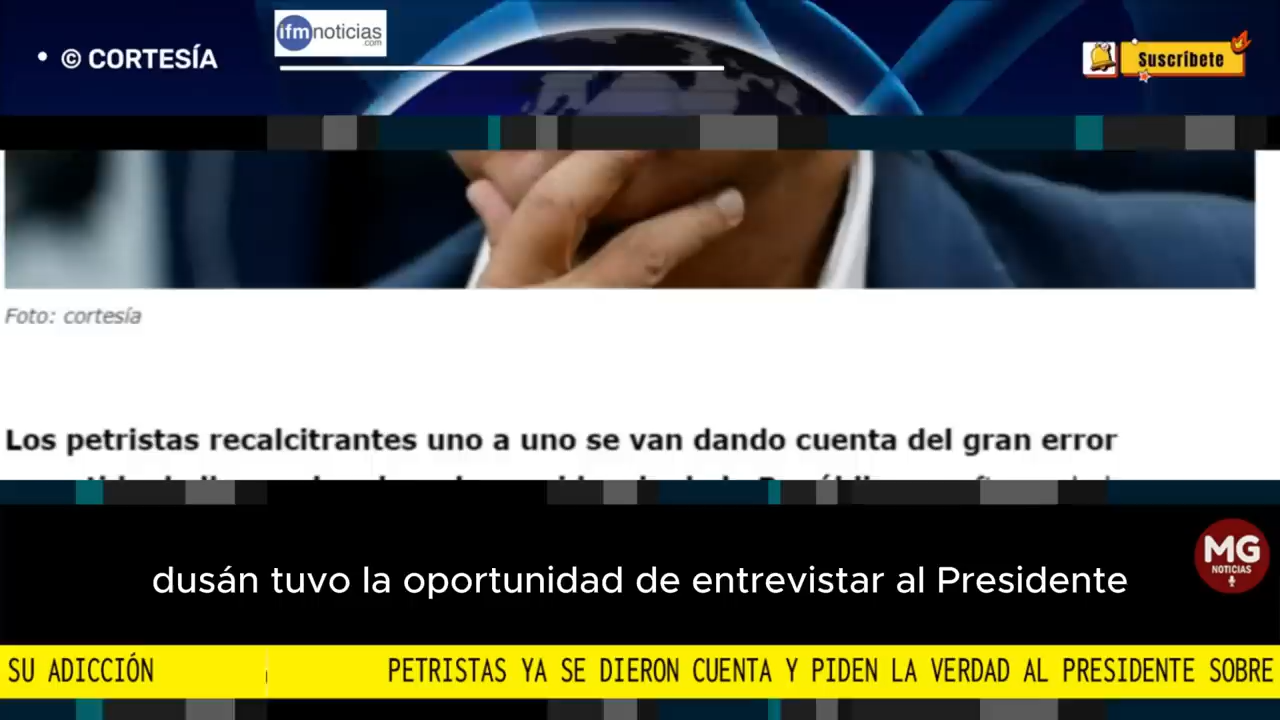 • © CORTESÍA
ifmnoticias
.com
Suscríbete
Foto: cortesía
Los petristas recalcitrantes uno a uno se van dando cuenta del gran error
MG
NOTICIAS
dusán tuvo la oportunidad de entrevistar al Presidente
SU ADICCIÓN PETRISTAS YA SE DIERON CUENTA Y PIDEN LA VERDAD AL PRESIDENTE SOBRE